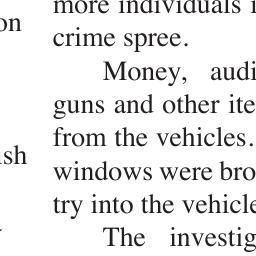 on
ish
more individuals
crime spree.
Money, audi
guns and other ite
from the vehicles.
windows were bro
try into the vehicle
The investig